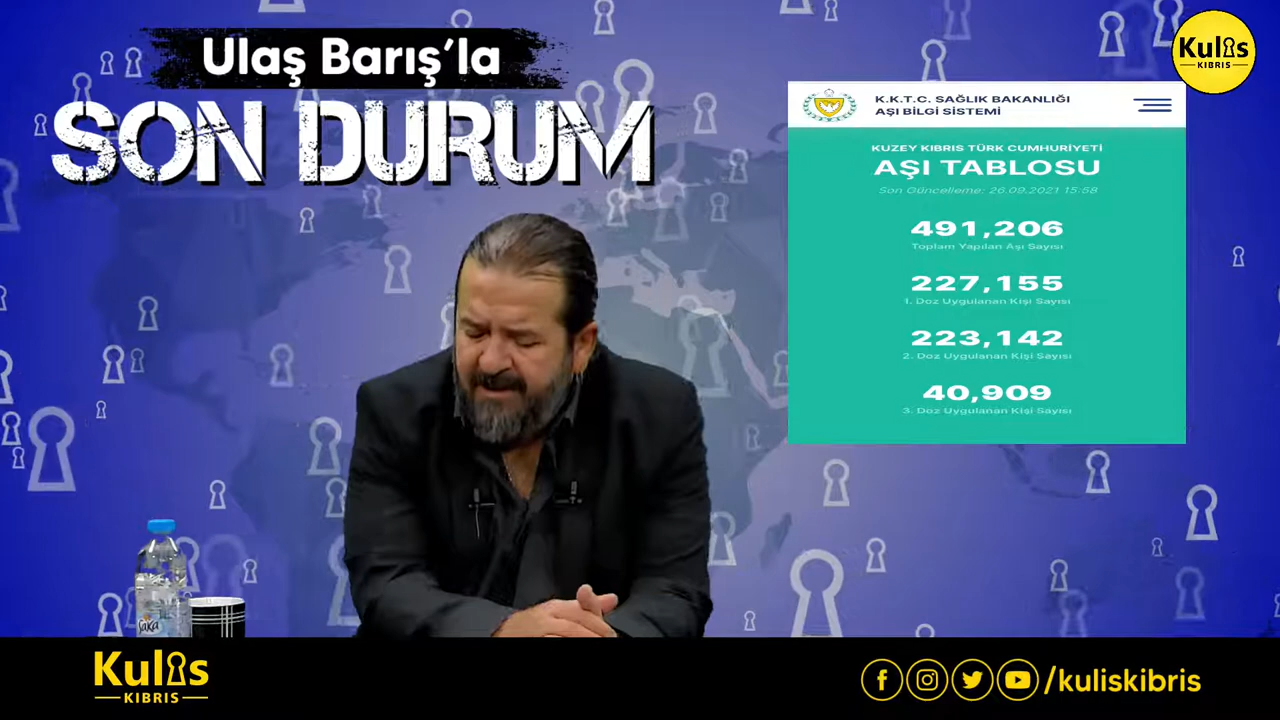 Ulaş Barış'la
SON DURUM
Kulis
KIBRIS
K.K.T.C. SAĞLIK BAKANLIĞI
AŞI BİLGİ SİSTEMİ
KUZEY KIBRIS TÜRK CUMHURİYETİ
AŞI TABLOSU
Son Güncelleme: 26.09.2021 15:58
491,206
Toplam Yapılan Aşı Sayısı
227,155
1. Doz Uygulanan Kişi Sayısı
223,142
2. Doz Uygulanan Kişi Sayısı
40,909
3. Doz Uygulanan Kişi Sayısı
Saka
Kulis
KIBRIS
/kuliskibris